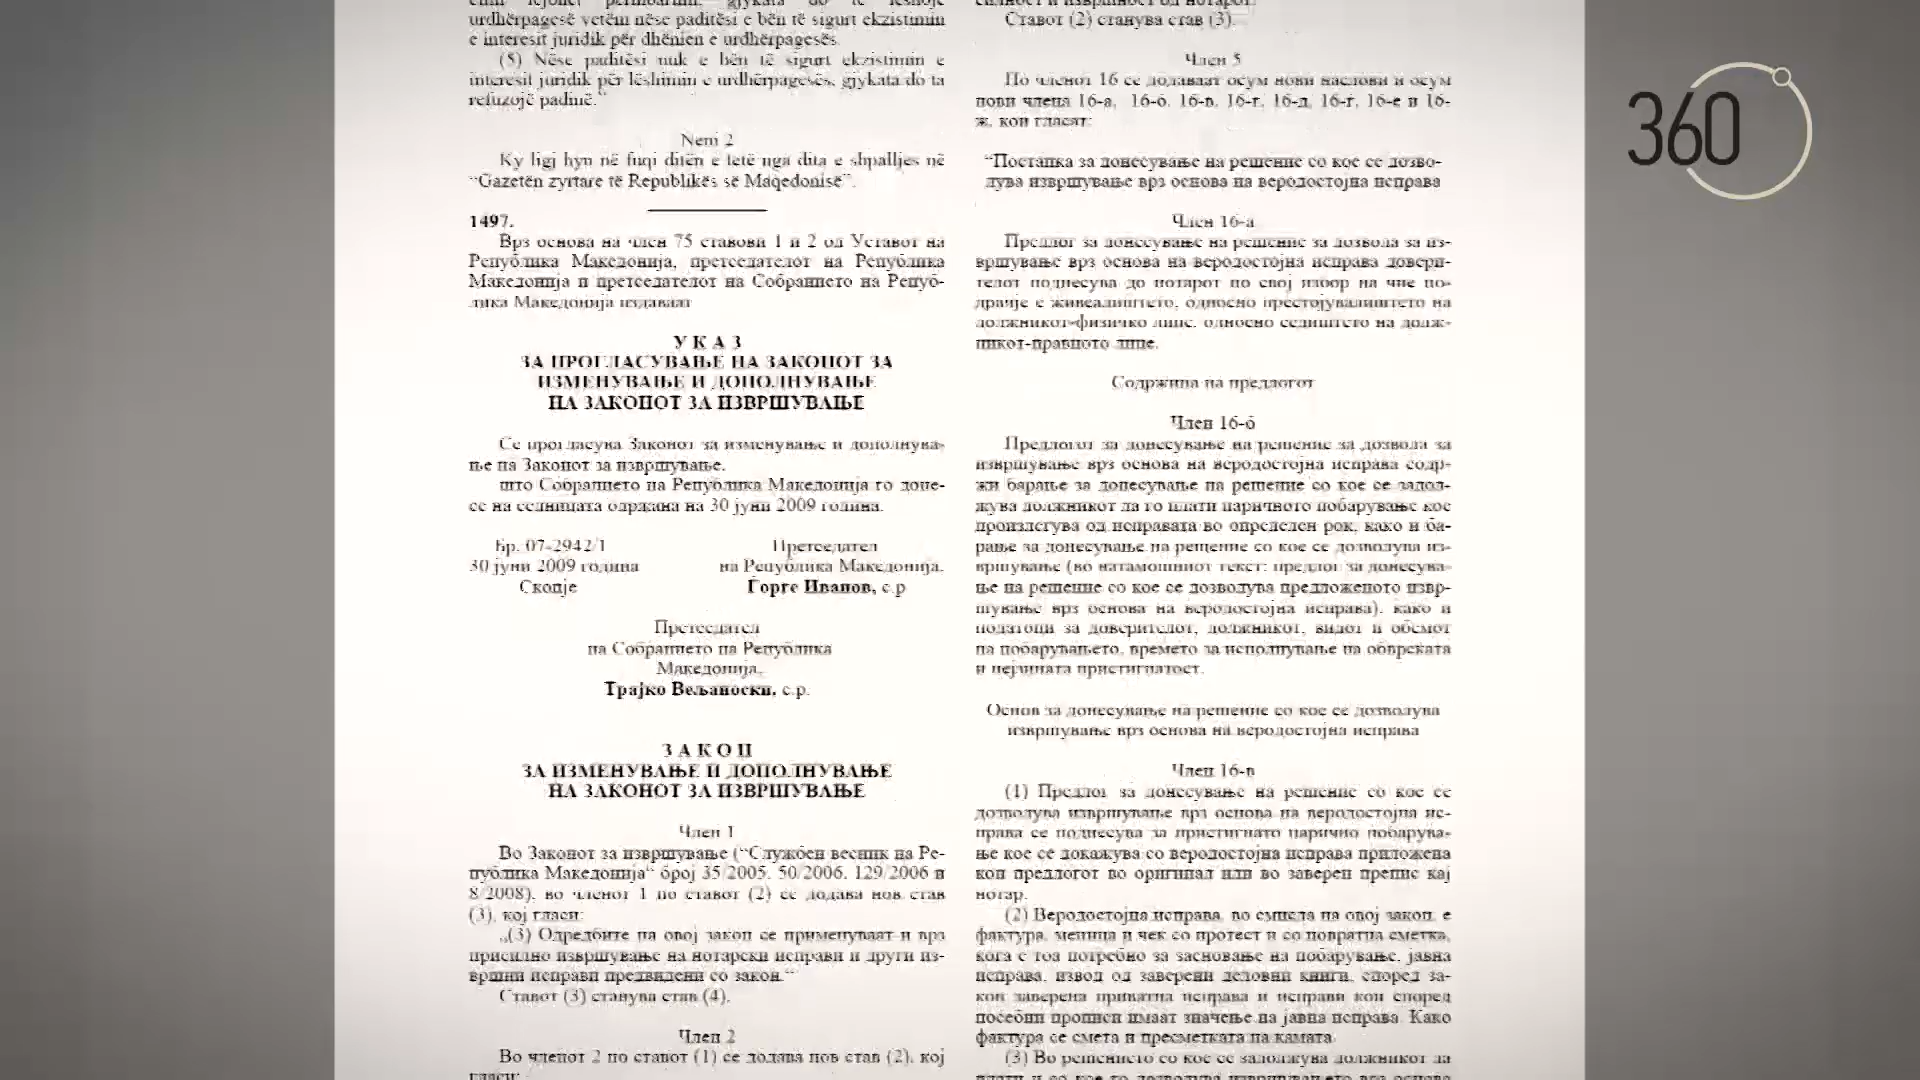 urdhërpagesë vetëm nëse paditësi e bën të sigurt ekzistimin
e interesit juridik për dhënien e urdhërpagesës.
(5) Nëse paditësi nuk e bën të sigurt ekzistimin e
interesit juridik për lëshimin e urdhërpagesës, gjykata do ta
refuzojë padinë.“
Neni 2
Ky ligj hyn në fuqi ditën e tetë nga dita e shpalljes në
“Gazetën zyrtare të Republikës së Maqedonisë”.
1497.
Врз основа на член 75 ставови 1 и 2 од Уставот на
Република Македонија, претседателот на Република
Македонија и претседателот на Собранието на Репуб-
лика Македонија издаваат
У К А З
ЗА ПРОГЛАСУВАЊЕ НА ЗАКОНОТ ЗА
ИЗМЕНУВАЊЕ И ДОПОЛНУВАЊЕ
НА ЗАКОНОТ ЗА ИЗВРШУВАЊЕ
Се прогласува Законот за изменување и дополнува-
ње на Законот за извршување,
што Собранието на Република Македонија го доне-
се на седницата одржана на 30 јуни 2009 година.
Бр. 07-2942/1 Претседател
30 јуни 2009 година на Република Македонија,
Скопје Ѓорге Иванов, с.р
Претседател
на Собранието на Република
Македонија,
Трајко Вељаноски, с.р.
З А К О Н
ЗА ИЗМЕНУВАЊЕ И ДОПОЛНУВАЊЕ
НА ЗАКОНОТ ЗА ИЗВРШУВАЊЕ
Член 1
Во Законот за извршување (“Службен весник на Ре-
публика Македонија“ број 35/2005, 50/2006, 129/2006 и
8/2008), во членот 1 по ставот (2) се додава нов став
(3), кој гласи:
„(3) Одредбите на овој закон се применуваат и врз
присилно извршување на нотарски исправи и други из-
вршни исправи предвидени со закон.“
Ставот (3) станува став (4).
Член 2
Во членот 2 по ставот (1) се додава нов став (2), кој
гласи:
Ставот (2) станува став (3).
Член 5
По членот 16 се додаваат осум нови наслови и осум
нови члена 16-а, 16-б, 16-в, 16-г, 16-д, 16-ѓ, 16-е и 16-
ж, кои гласат:
“Постапка за донесување на решение со кое се дозво-
лува извршување врз основа на веродостојна исправа
Член 16-а
Предлог за донесување на решение за дозвола за из-
вршување врз основа на веродостојна исправа довери-
телот поднесува до нотарот по свој избор на чие по-
драчје е живеалиштето, односно престојувалиштето на
должникот-физичко лице, односно седиштето на долж-
никот-правното лице.
Содржина на предлогот
Член 16-б
Предлогот за донесување на решение за дозвола за
извршување врз основа на веродостојна исправа содр-
жи барање за донесување на решение со кое се задол-
жува должникот да го плати паричното побарување кое
произлегува од исправата во определен рок, како и ба-
рање за донесување на решение со кое се дозволува из-
вршување (во натамошниот текст: предлог за донесува-
ње на решение со кое се дозволува предложеното извр-
шување врз основа на веродостојна исправа), како и
податоци за доверителот, должникот, видот и обемот
на побарувањето, времето за исполнување на обврската
и нејзината пристигнатост.
Основ за донесување на решение со кое се дозволува
извршување врз основа на веродостојна исправа
Член 16-в
(1) Предлог за донесување на решение со кое се
дозволува извршување врз основа на веродостојна ис-
права се поднесува за пристигнато парично побарува-
ње кое се докажува со веродостојна исправа приложена
кон предлогот во оригинал или во заверен препис кај
нотар.
(2) Веродостојна исправа, во смисла на овој закон, е
фактура, меница и чек со протест и со повратна сметка,
кога е тоа потребно за засновање на побарување, јавна
исправа, извод од заверени деловни книги, според за-
кон заверена приватна исправа и исправи кои според
посебни прописи имаат значење на јавна исправа. Како
фактура се смета и пресметката на камата.
(3) Во решението со кое се задолжува должникот да
360